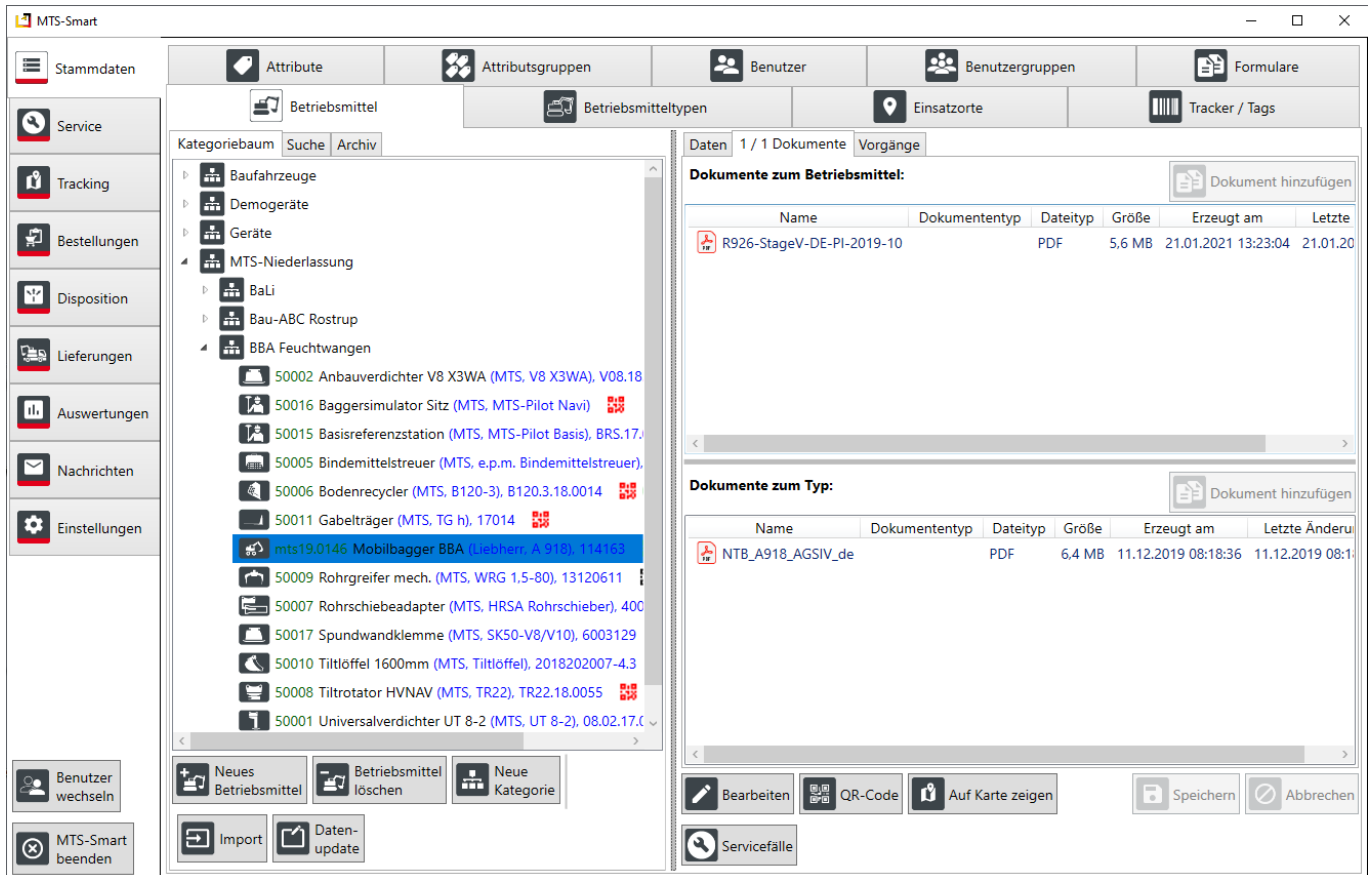 MTS-Smart
Stammdaten
Service
Tracking
Bestellungen
Disposition
Lieferungen
Auswertungen
Nachrichten
Einstellungen
Benutzer
wechseln
MTS-Smart
beenden
Attribute
Attributsgruppen
Benutzer
Benutzergruppen
Formulare
Betriebsmittel
Betriebsmitteltypen
Einsatzorte
Tracker / Tags
Kategoriebaum Suche Archiv
Baufahrzeuge
Demogeräte
Geräte
MTS-Niederlassung
BaLi
Bau-ABC Rostrup
BBA Feuchtwangen
50002 Anbauverdichter V8 X3WA (MTS, V8 X3WA), V08.18
50016 Baggersimulator Sitz (MTS, MTS-Pilot Navi)
50015 Basisreferenzstation (MTS, MTS-Pilot Basis), BRS.17.
50005 Bindemittelstreuer (MTS, e.p.m. Bindemittelstreuer),
50006 Bodenrecycler (MTS, B120-3), B120.3.18.0014
50011 Gabelträger (MTS, TG h), 17014
mts19.0146 Mobilbagger BBA (Liebherr, A 918), 114163
50009 Rohrgreifer mech. (MTS, WRG 1,5-80), 13120611
50007 Rohrschiebeadapter (MTS, HRSA Rohrschieber), 400
50017 Spundwandklemme (MTS, SK50-V8/V10), 6003129
50010 Tiltlöffel 1600mm (MTS, Tiltlöffel), 2018202007-4.3
50008 Tiltrotator HVNAV (MTS, TR22), TR22.18.0055
50001 Universalverdichter UT 8-2 (MTS, UT 8-2), 08.02.17.
Neues
Betriebsmittel
Betriebsmittel
löschen
Neue
Kategorie
Import
Daten-
update
Daten 1 / 1 Dokumente Vorgänge
Dokumente zum Betriebsmittel:
Dokument hinzufügen
Name Dokumententyp Dateityp Größe Erzeugt am Letzte
R926-StageV-DE-PI-2019-10 PDF 5,6 MB 21.01.2021 13:23:04 21.01.20
Dokumente zum Typ:
Dokument hinzufügen
Name Dokumententyp Dateityp Größe Erzeugt am Letzte Änderu
NTB_A918_AGSIV_de PDF 6,4 MB 11.12.2019 08:18:36 11.12.2019 08:1
Bearbeiten
QR-Code
Auf Karte zeigen
Speichern
Abbrechen
Servicefälle